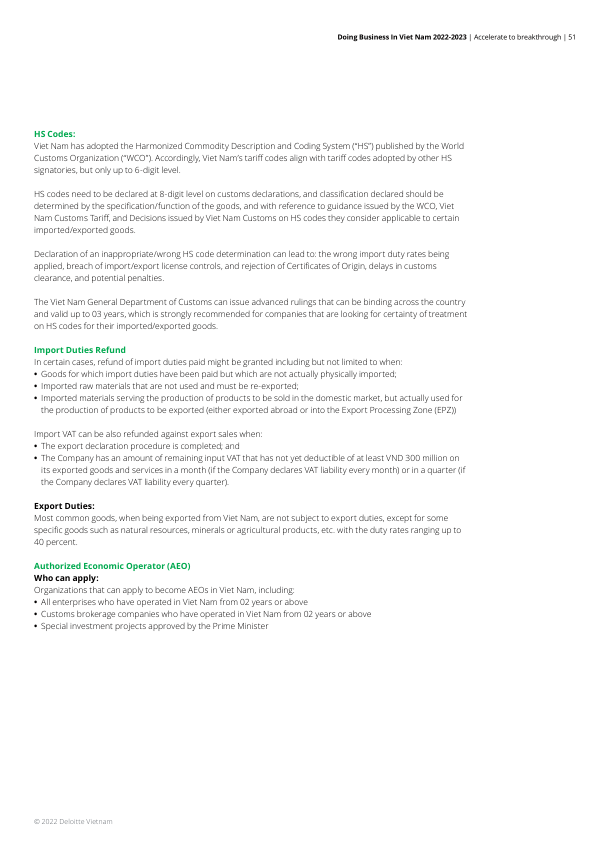 Doing Business In Viet Nam 2022-2023 | Accelerate to breakthrough | 51
HS Codes:
Viet Nam has adopted the Harmonized Commodity Description and Coding System (“HS”) published by the World
Customs Organization (“WCO”). Accordingly, Viet Nam’s tariff codes align with tariff codes adopted by other HS
signatories, but only up to 6-digit level.
HS codes need to be declared at 8-digit level on customs declarations, and classification declared should be
determined by the specification/function of the goods, and with reference to guidance issued by the WCO, Viet
Nam Customs Tariff, and Decisions issued by Viet Nam Customs on HS codes they consider applicable to certain
imported/exported goods.
Declaration of an inappropriate/wrong HS code determination can lead to: the wrong import duty rates being
applied, breach of import/export license controls, and rejection of Certificates of Origin, delays in customs
clearance, and potential penalties.
The Viet Nam General Department of Customs can issue advanced rulings that can be binding across the country
and valid up to 03 years, which is strongly recommended for companies that are looking for certainty of treatment
on HS codes for their imported/exported goods.
Import Duties Refund
In certain cases, refund of import duties paid might be granted including but not limited to when:
• Goods for which import duties have been paid but which are not actually physically imported;
• Imported raw materials that are not used and must be re-exported;
• Imported materials serving the production of products to be sold in the domestic market, but actually used for
the production of products to be exported (either exported abroad or into the Export Processing Zone (EPZ))
Import VAT can be also refunded against export sales when:
• The export declaration procedure is completed; and
• The Company has an amount of remaining input VAT that has not yet deductible of at least VND 300 million on
its exported goods and services in a month (if the Company declares VAT liability every month) or in a quarter (if
the Company declares VAT liability every quarter).
Export Duties:
Most common goods, when being exported from Viet Nam, are not subject to export duties, except for some
specific goods such as natural resources, minerals or agricultural products, etc. with the duty rates ranging up to
40 percent.
Authorized Economic Operator (AEO)
Who can apply:
Organizations that can apply to become AEOs in Viet Nam, including:
• All enterprises who have operated in Viet Nam from 02 years or above
• Customs brokerage companies who have operated in Viet Nam from 02 years or above
• Special investment projects approved by the Prime Minister
© 2022 Deloitte Vietnam